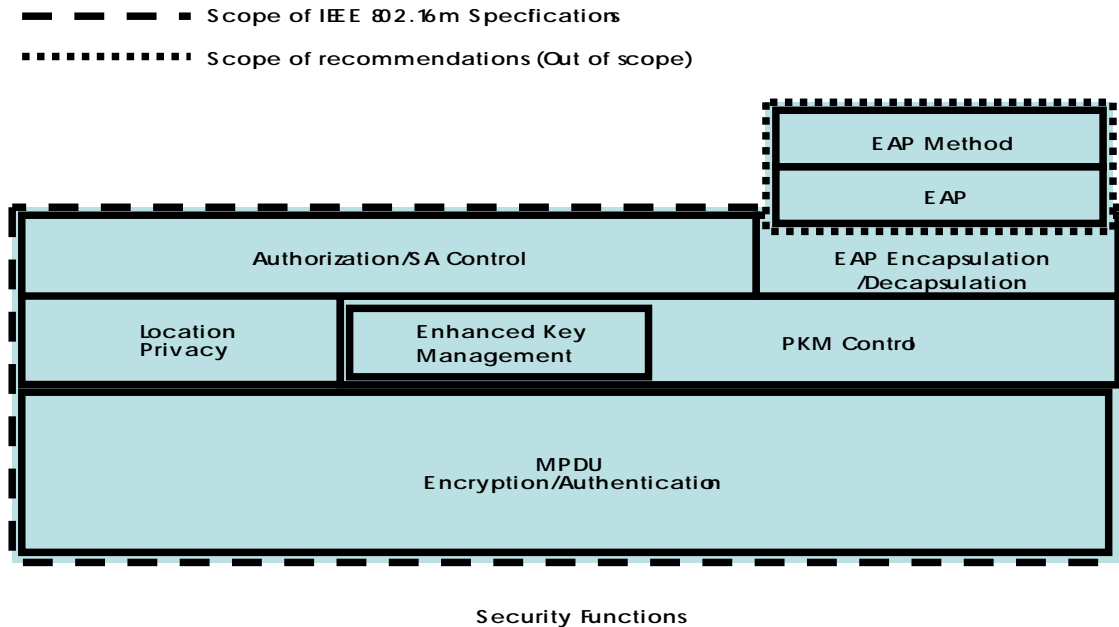 Scope of IEEE 802.16m Specfications
Scope of recommendations (Out of scope)
EAP Method
EAP
Authorization/SA Control
EAP Encapsulation
/Decapsulation
Location
Privacy
Enhanced Key
Management
PKM Control
MPDU
Encryption/Authentication
Security Functions